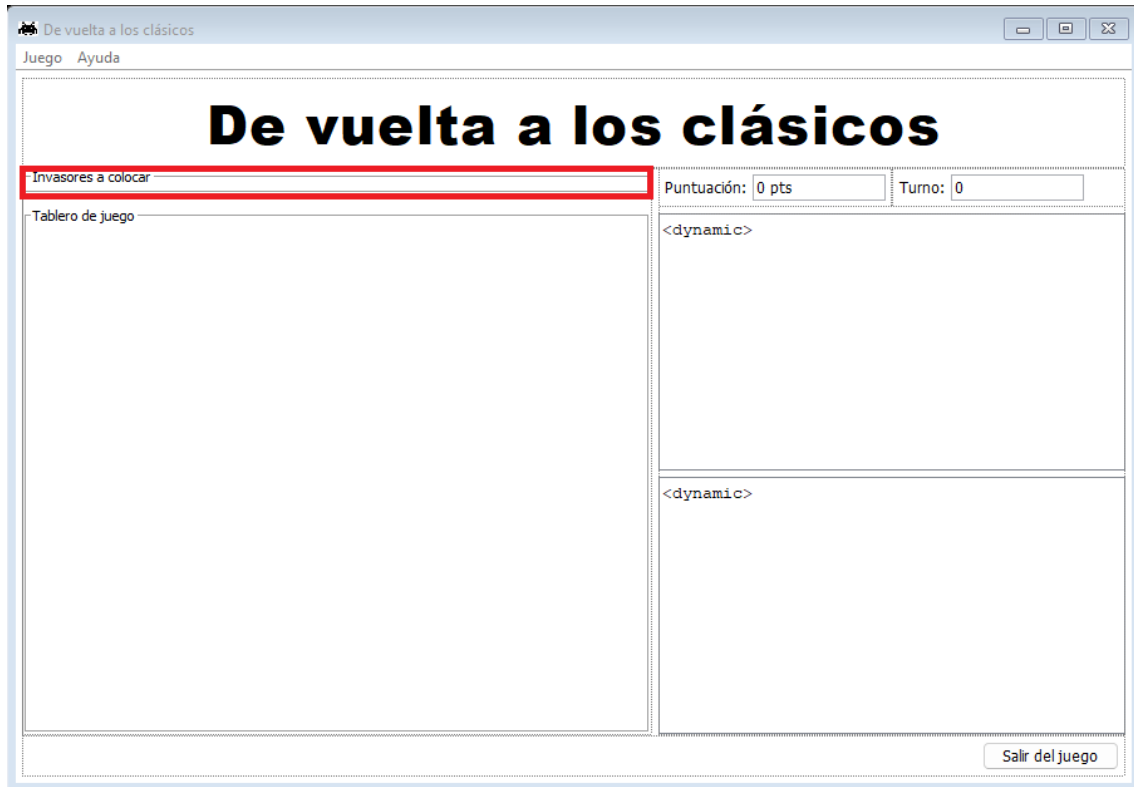 De vuelta a los clásicos
Juego Ayuda
De vuelta a los clásicos
Invasores a colocar
Puntuación: 0 pts Turno: 0
Tablero de juego
<dynamic>
<dynamic>
Salir del juego